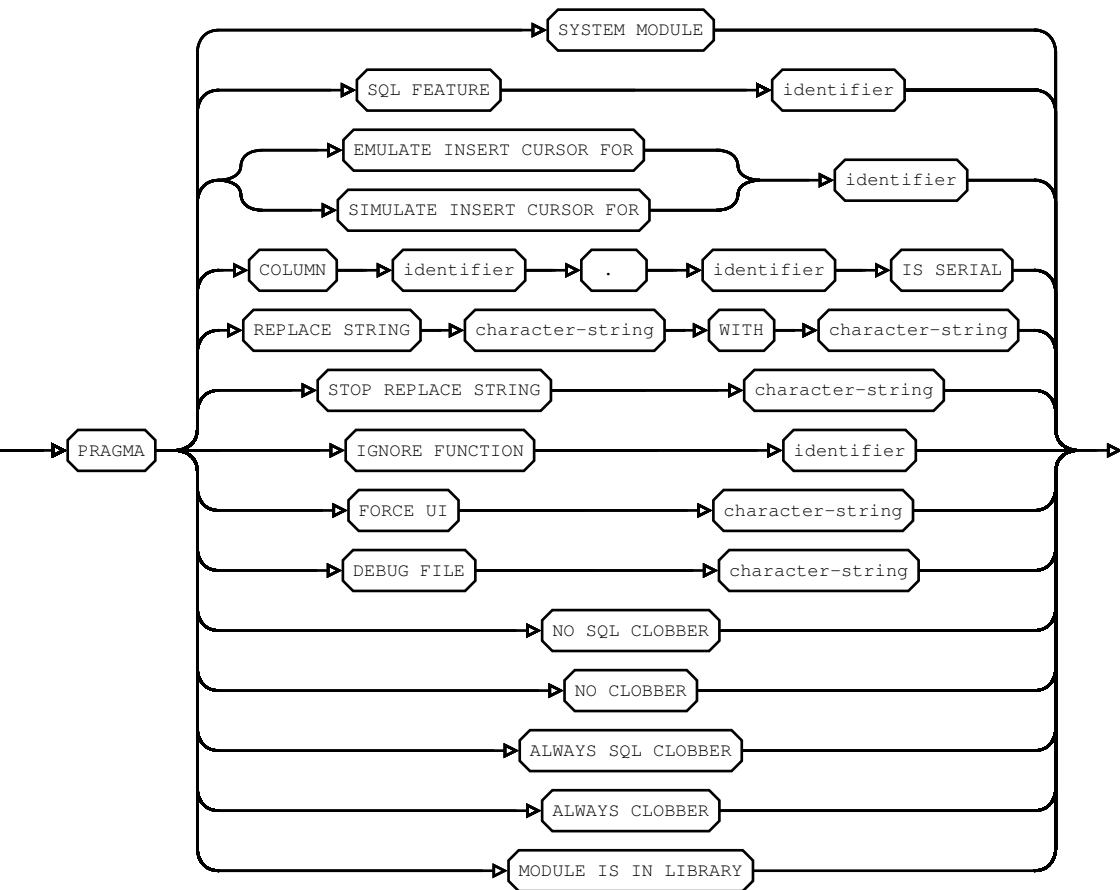 SYSTEM MODULE
SQL FEATURE identifier
EMULATE INSERT CURSOR FOR
identifier
SIMULATE INSERT CURSOR FOR
COLUMN identifier . identifier IS SERIAL
REPLACE STRING character-string WITH character-string
STOP REPLACE STRING character-string
PRAGMA IGNORE FUNCTION identifier
FORCE UI character-string
DEBUG FILE character-string
NO SQL CLOBBER
NO CLOBBER
ALWAYS SQL CLOBBER
ALWAYS CLOBBER
MODULE IS IN LIBRARY